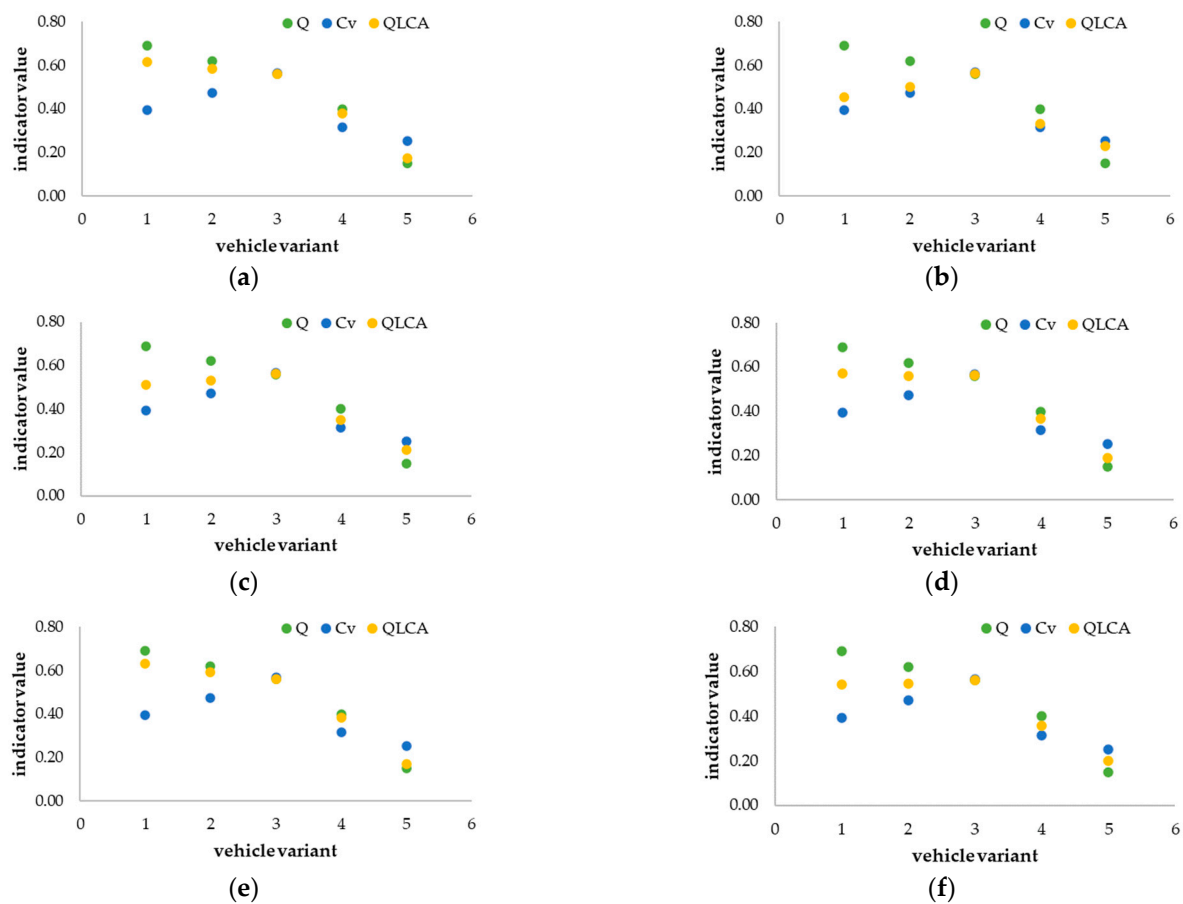 0.80
Q Cv QLCA
0.60
0.40
0.20
0.00
0 1 2 3 4 5 6
indicator value
vehicle variant
(a)
0.80
Q Cv QLCA
0.60
0.40
0.20
0.00
0 1 2 3 4 5 6
indicator value
vehicle variant
(b)
0.80
Q Cv QLCA
0.60
0.40
0.20
0.00
0 1 2 3 4 5 6
indicator value
vehicle variant
(c)
0.80
Q Cv QLCA
0.60
0.40
0.20
0.00
0 1 2 3 4 5 6
indicator value
vehicle variant
(d)
0.80
Q Cv QLCA
0.60
0.40
0.20
0.00
0 1 2 3 4 5 6
indicator value
vehicle variant
(e)
0.80
Q Cv QLCA
0.60
0.40
0.20
0.00
0 1 2 3 4 5 6
indicator value
vehicle variant
(f)